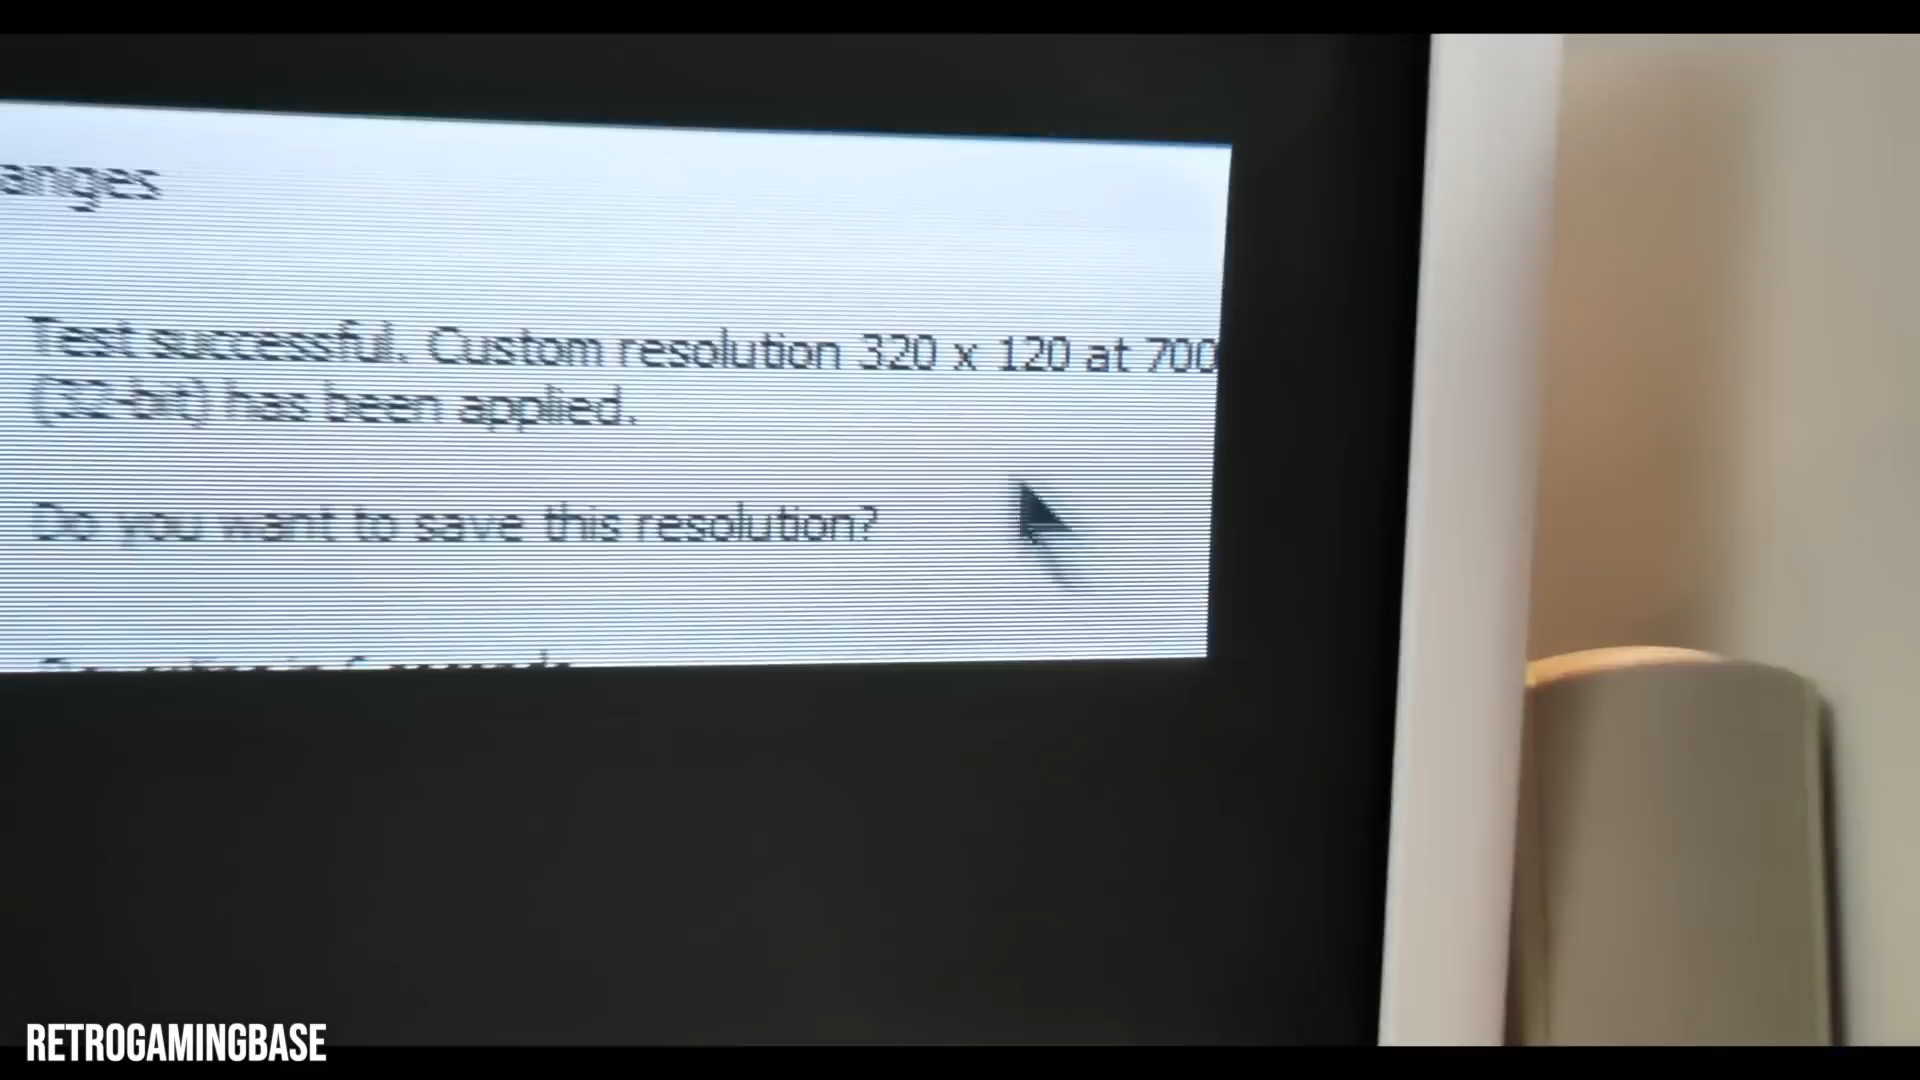 anges
Test successful. Custom resolution 320 x 120 at 700
(32-bit) has been applied.
Do you want to save this resolution?
RETROGAMINGBASE